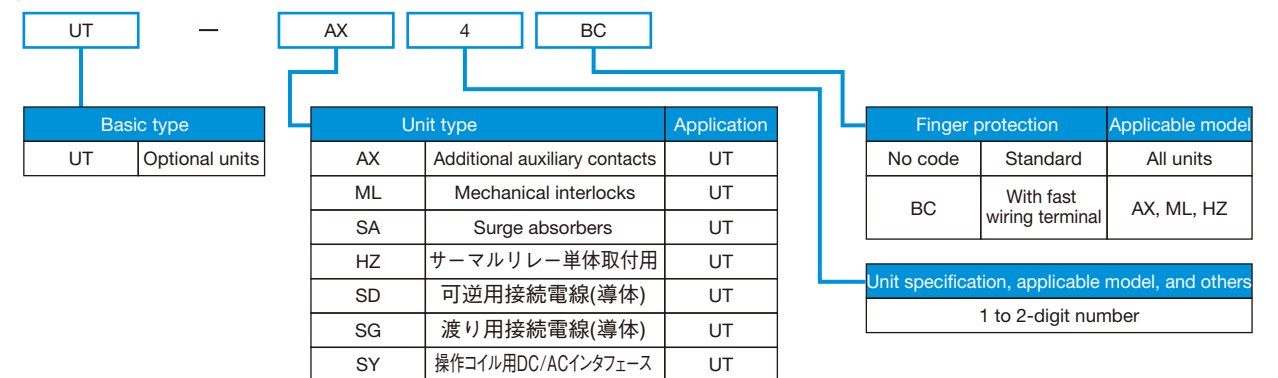 UT — AX 4 BC
Basic type
UT Optional units
Unit type Application
AX Additional auxiliary contacts UT
ML Mechanical interlocks UT
SA Surge absorbers UT
HZ サーマルリレー単体取付用 UT
SD 可逆用接続電線(導体) UT
SG 渡り用接続電線(導体) UT
SY 操作コイル用DC/ACインタフェース UT
Finger protection Applicable model
No code Standard All units
BC With fast wiring terminal AX, ML, HZ
Unit specification, applicable model, and others
1 to 2-digit number